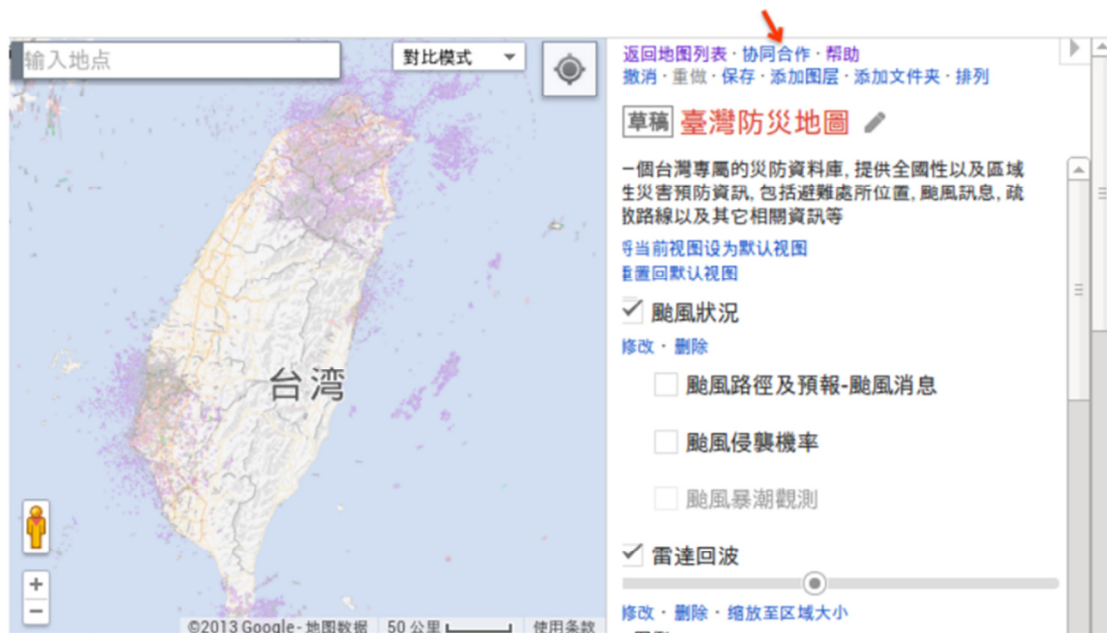 输入地点
對比模式
台湾
©2013 Google - 地图数据 50 公里 使用条款
返回地图列表 · 协同合作 · 帮助
撤消 · 重做 · 保存 · 添加图层 · 添加文件夹 · 排列
草稿 臺灣防災地圖
一個台灣專屬的災防資料庫, 提供全國性以及區域
性災害預防資訊, 包括避難處所位置, 颱風訊息, 疏
散路線以及其它相關資訊等
将当前视图设为默认视图
重置回默认视图
颱風狀況
修改 · 删除
颱風路徑及預報-颱風消息
颱風侵襲機率
颱風暴潮觀測
雷達回波
修改 · 删除 · 缩放至区域大小